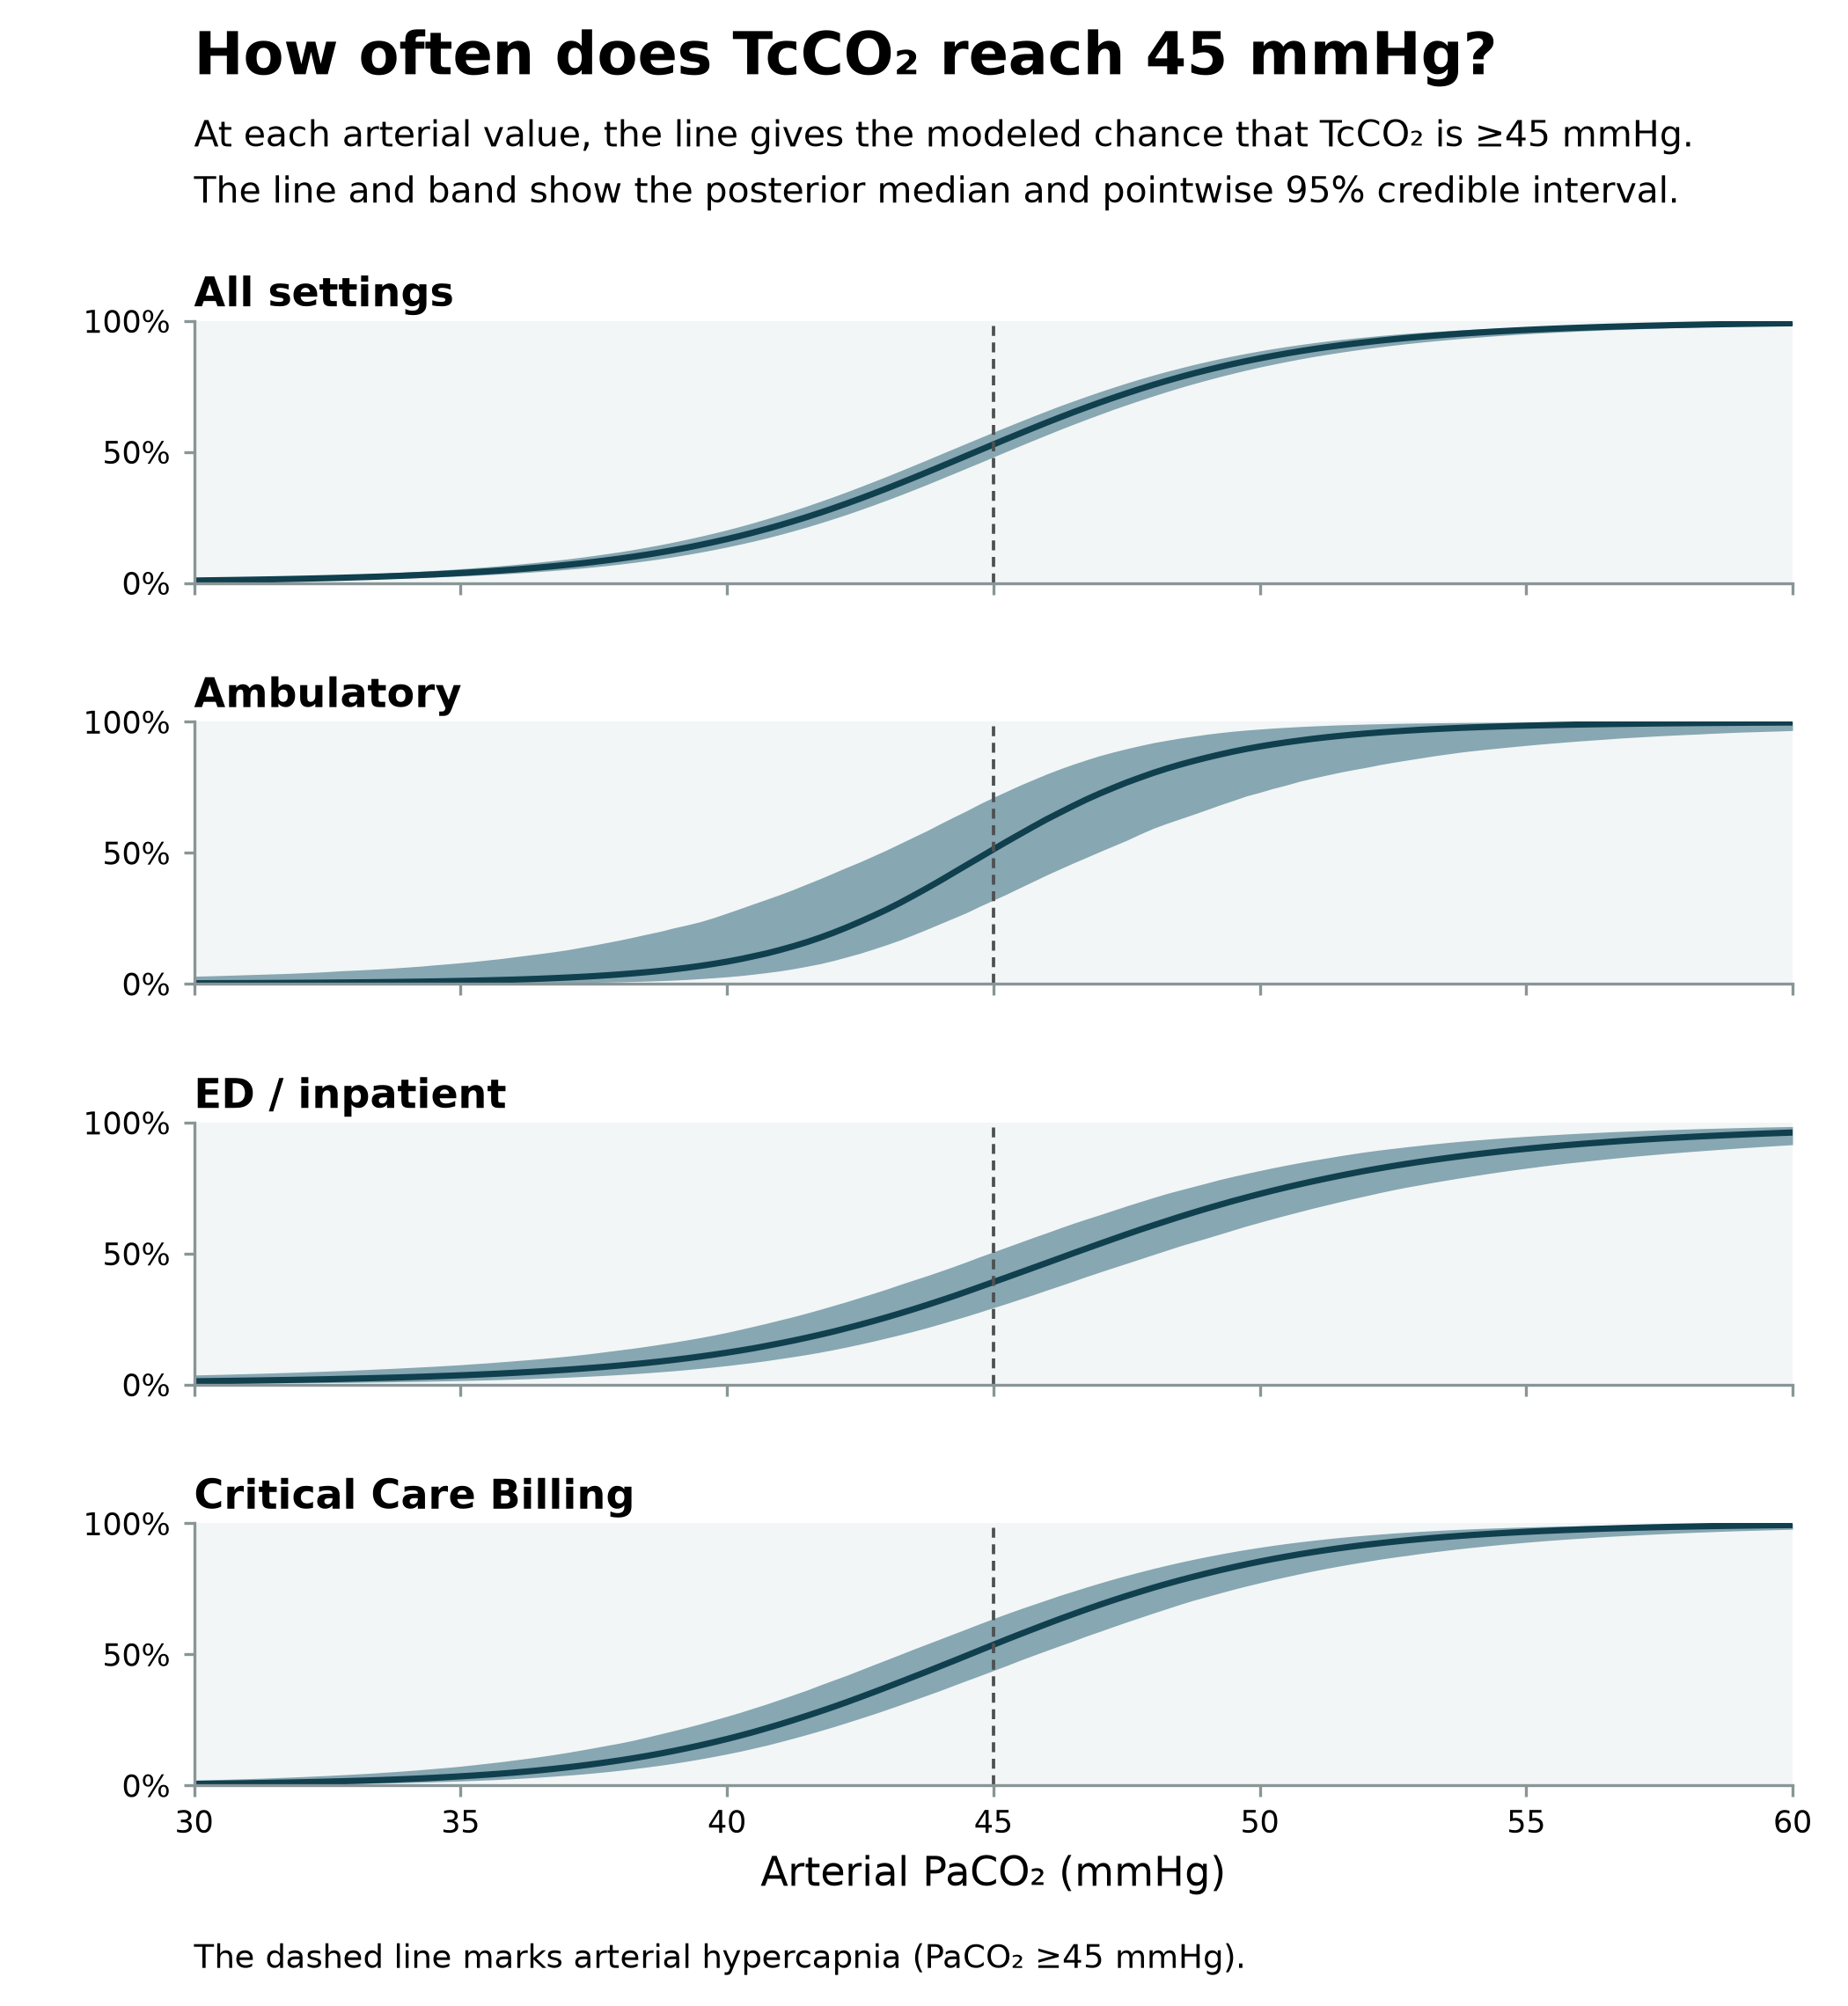 How often does TcCO₂ reach 45 mmHg?
At each arterial value, the line gives the modeled chance that TcCO₂ is ≥45 mmHg.
The line and band show the posterior median and pointwise 95% credible interval.
All settings
100%
50%
0%
Ambulatory
100%
50%
0%
ED / inpatient
100%
50%
0%
Critical Care Billing
100%
50%
0%
30 35 40 45 50 55 60
Arterial PaCO₂ (mmHg)
The dashed line marks arterial hypercapnia (PaCO₂ ≥45 mmHg).